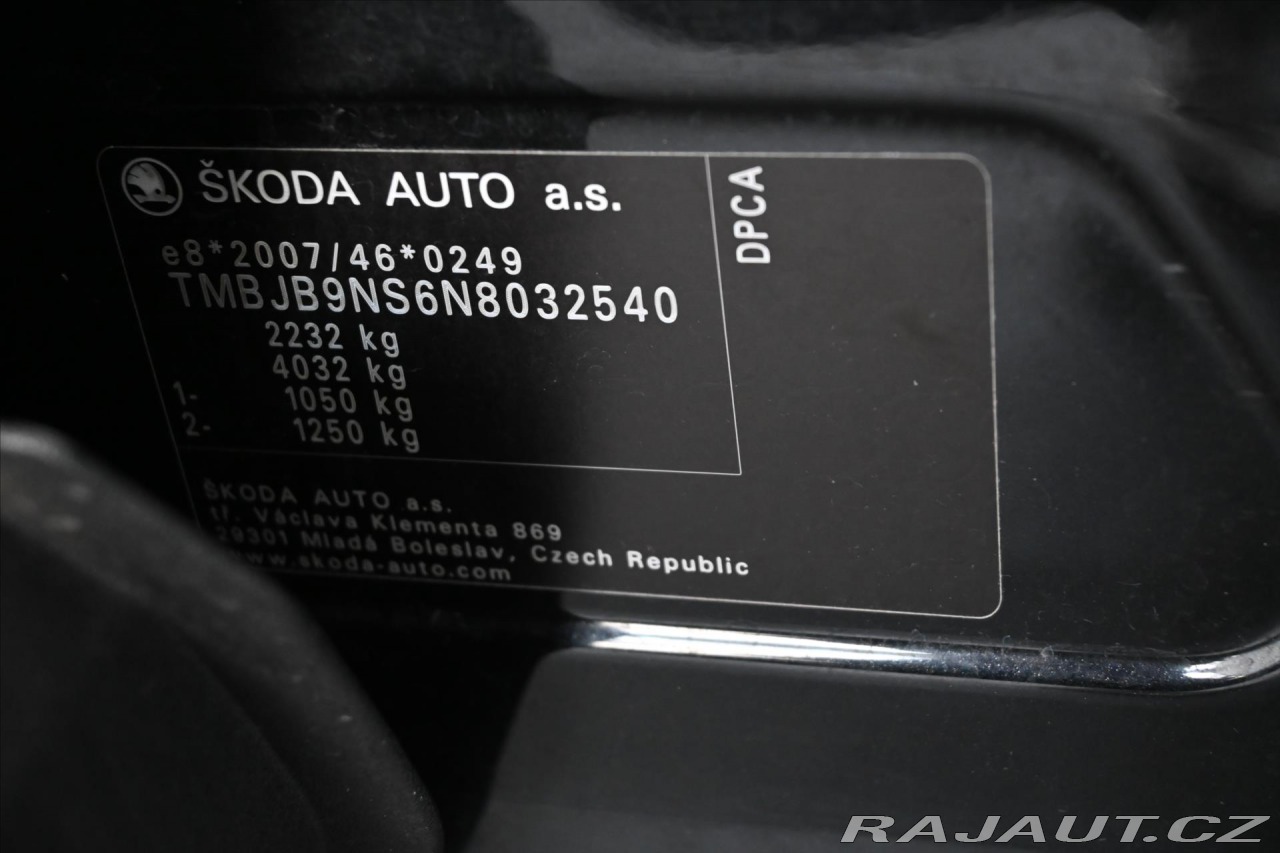 ŠKODA AUTO a.s.
DPCA
e8*2007/46*0249
TMBJB9NS6N8032540
2232 kg
4032 kg
1- 1050 kg
2- 1250 kg
ŠKODA AUTO a.s.
tř. Václava Klementa 869
29301 Mladá Boleslav, Czech Republic
www.skoda-auto.com
RAJAUT.CZ